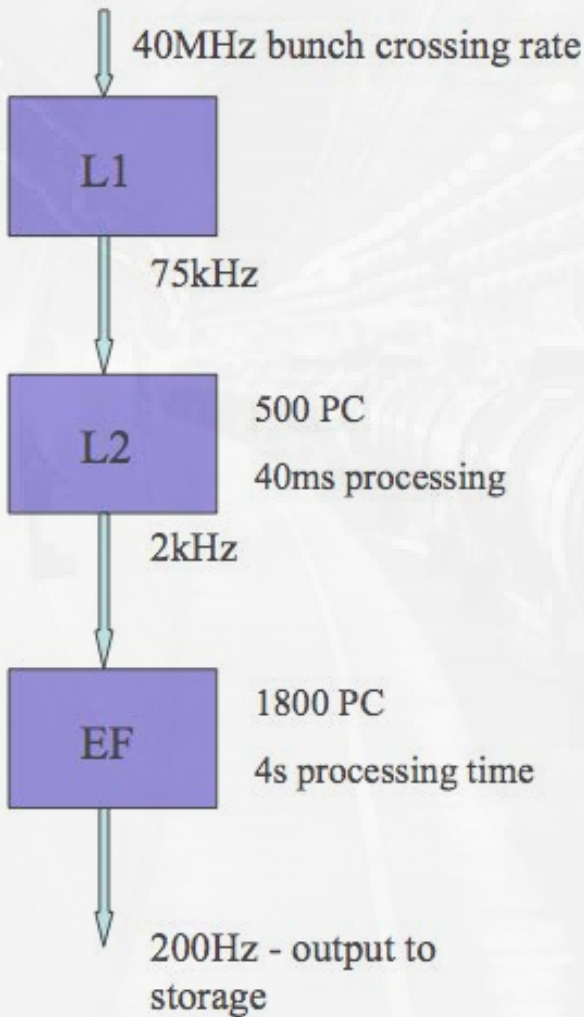 40MHz bunch crossing rate
L1
75kHz
L2
500 PC
40ms processing
2kHz
EF
1800 PC
4s processing time
200Hz - output to
storage